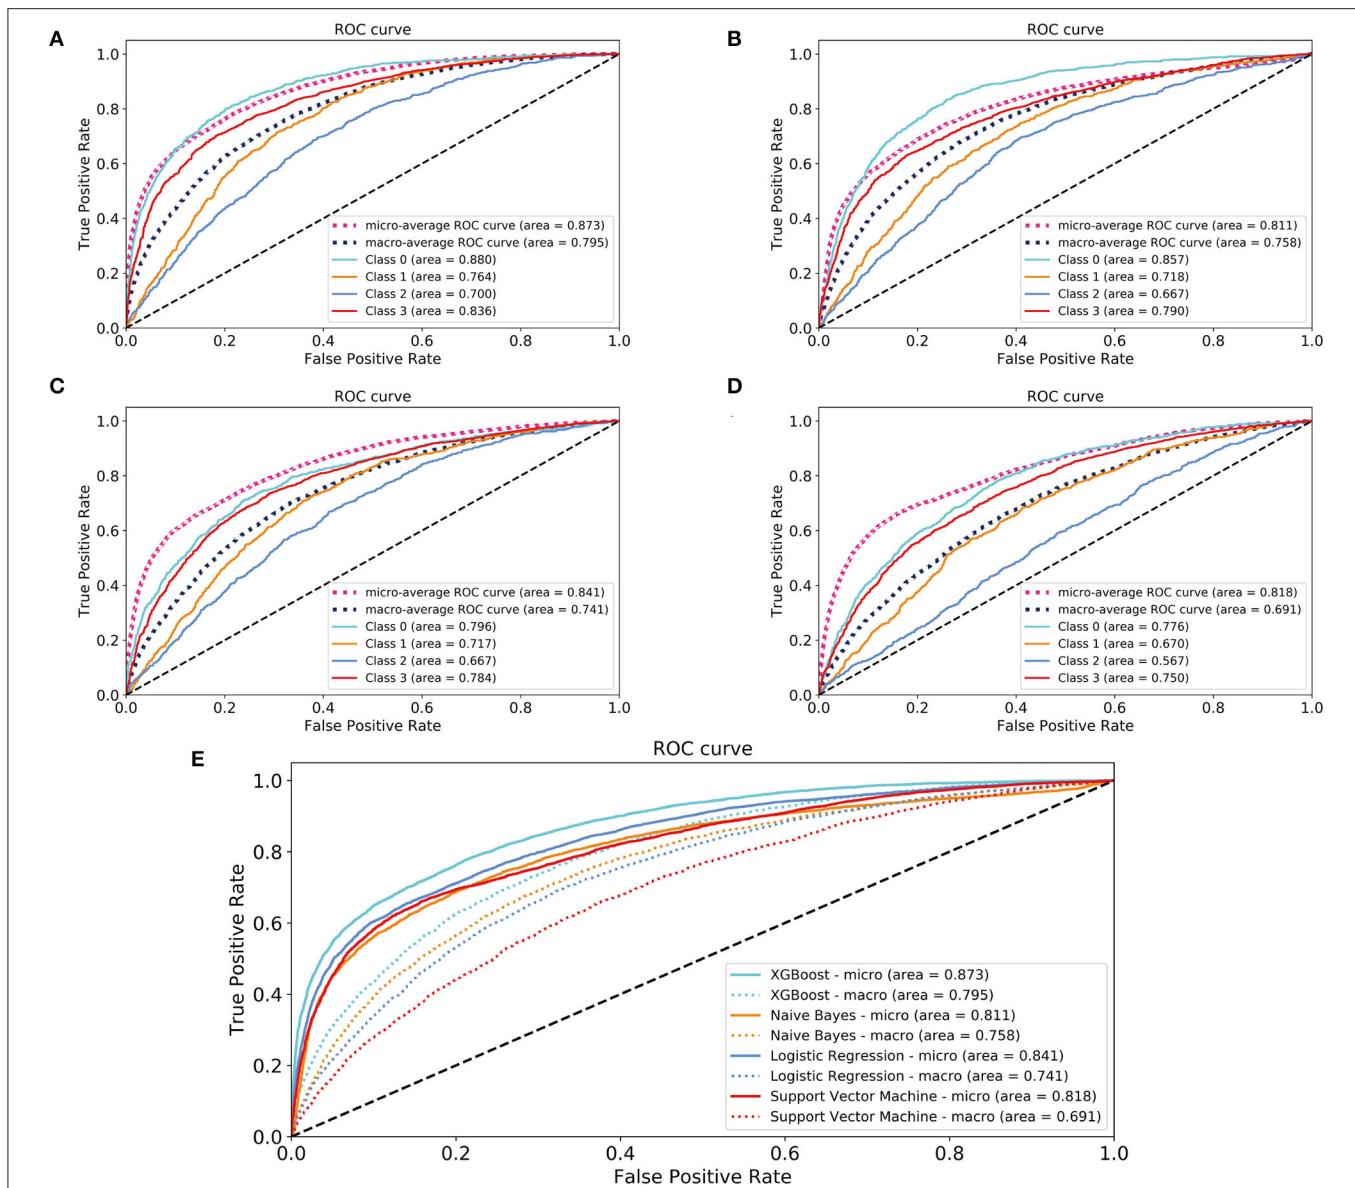 A
ROC curve
1.0
0.8
0.6
0.4
0.2
0.0
True Positive Rate
micro-average ROC curve (area = 0.873)
macro-average ROC curve (area = 0.795)
Class 0 (area = 0.880)
Class 1 (area = 0.764)
Class 2 (area = 0.700)
Class 3 (area = 0.836)
0.0 0.2 0.4 0.6 0.8 1.0
False Positive Rate
B
ROC curve
1.0
0.8
0.6
0.4
0.2
0.0
True Positive Rate
micro-average ROC curve (area = 0.811)
macro-average ROC curve (area = 0.758)
Class 0 (area = 0.857)
Class 1 (area = 0.718)
Class 2 (area = 0.667)
Class 3 (area = 0.790)
0.0 0.2 0.4 0.6 0.8 1.0
False Positive Rate
C
ROC curve
1.0
0.8
0.6
0.4
0.2
0.0
True Positive Rate
micro-average ROC curve (area = 0.841)
macro-average ROC curve (area = 0.741)
Class 0 (area = 0.796)
Class 1 (area = 0.717)
Class 2 (area = 0.667)
Class 3 (area = 0.784)
0.0 0.2 0.4 0.6 0.8 1.0
False Positive Rate
D
ROC curve
1.0
0.8
0.6
0.4
0.2
0.0
True Positive Rate
micro-average ROC curve (area = 0.818)
macro-average ROC curve (area = 0.691)
Class 0 (area = 0.776)
Class 1 (area = 0.670)
Class 2 (area = 0.567)
Class 3 (area = 0.750)
0.0 0.2 0.4 0.6 0.8 1.0
False Positive Rate
E
ROC curve
1.0
0.8
0.6
0.4
0.2
0.0
True Positive Rate
XGBoost - micro (area = 0.873)
XGBoost - macro (area = 0.795)
Naive Bayes - micro (area = 0.811)
Naive Bayes - macro (area = 0.758)
Logistic Regression - micro (area = 0.841)
Logistic Regression - macro (area = 0.741)
Support Vector Machine - micro (area = 0.818)
Support Vector Machine - macro (area = 0.691)
0.0 0.2 0.4 0.6 0.8 1.0
False Positive Rate